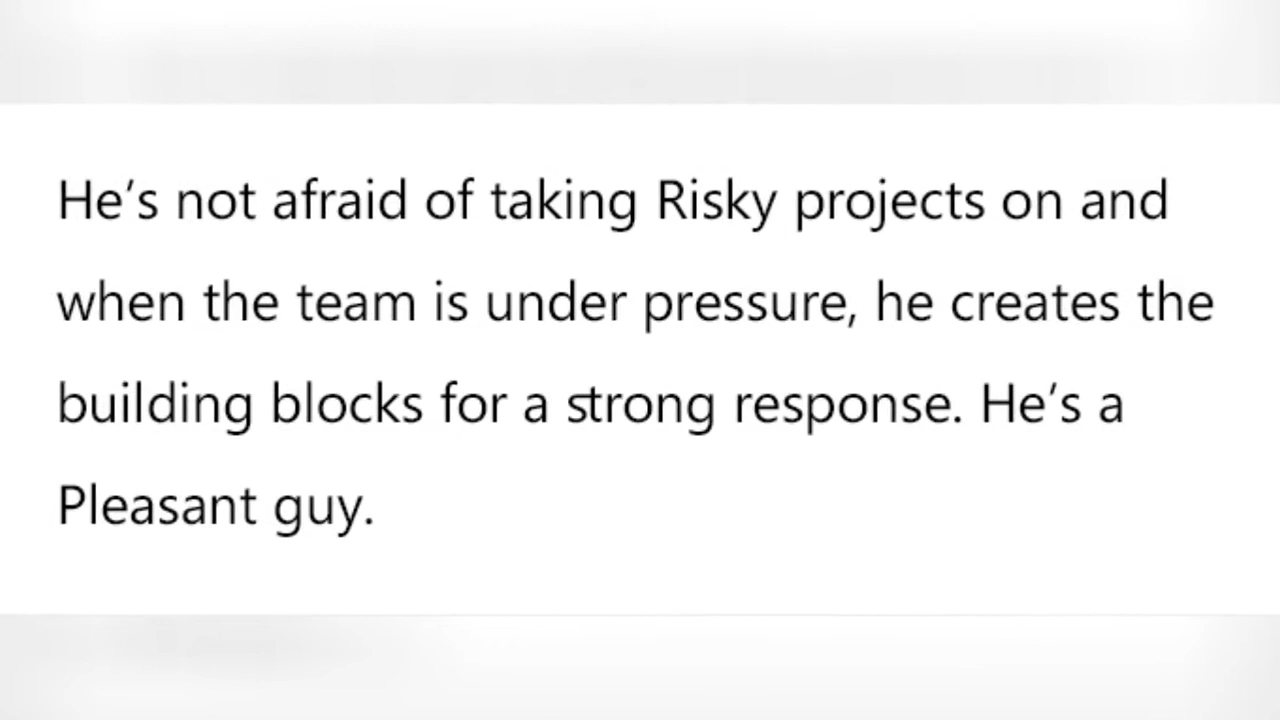 He’s not afraid of taking Risky projects on and
when the team is under pressure, he creates the
building blocks for a strong response. He’s a
Pleasant guy.